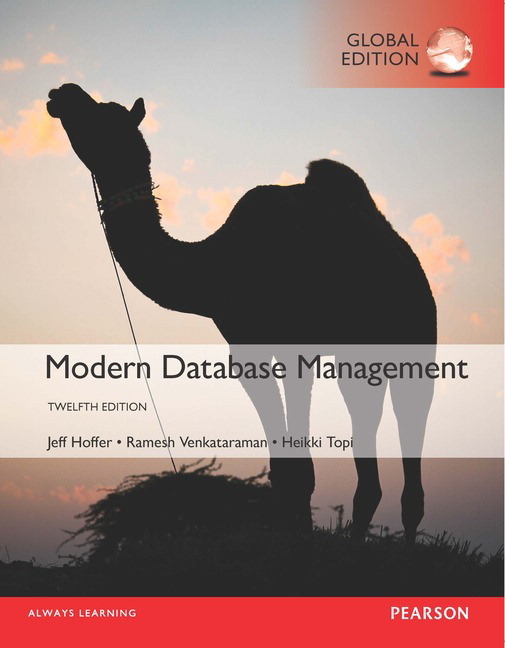 GLOBAL
EDITION
Modern Database Management
TWELFTH EDITION
Jeff Hoffer • Ramesh Venkataraman • Heikki Topi
ALWAYS LEARNING
PEARSON